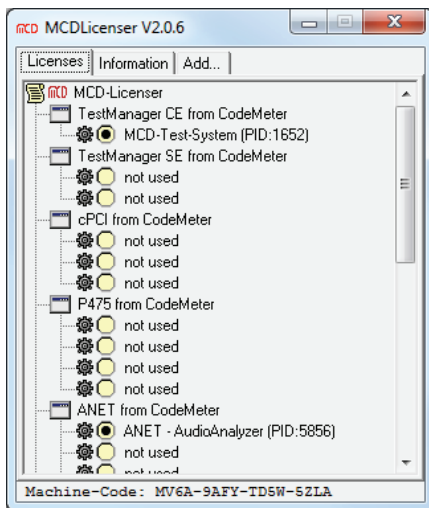 MCD MCDLicenser V2.0.6
Licenses Information Add...
MCD MCD-Licenser
TestManager CE from CodeMeter
MCD-Test-System (PID:1652)
TestManager SE from CodeMeter
not used
not used
cPCI from CodeMeter
not used
not used
not used
P475 from CodeMeter
not used
not used
not used
not used
ANET from CodeMeter
ANET - AudioAnalyzer (PID:5856)
not used
not used
Machine-Code: MV6A-9AFY-TD5W-5ZLA